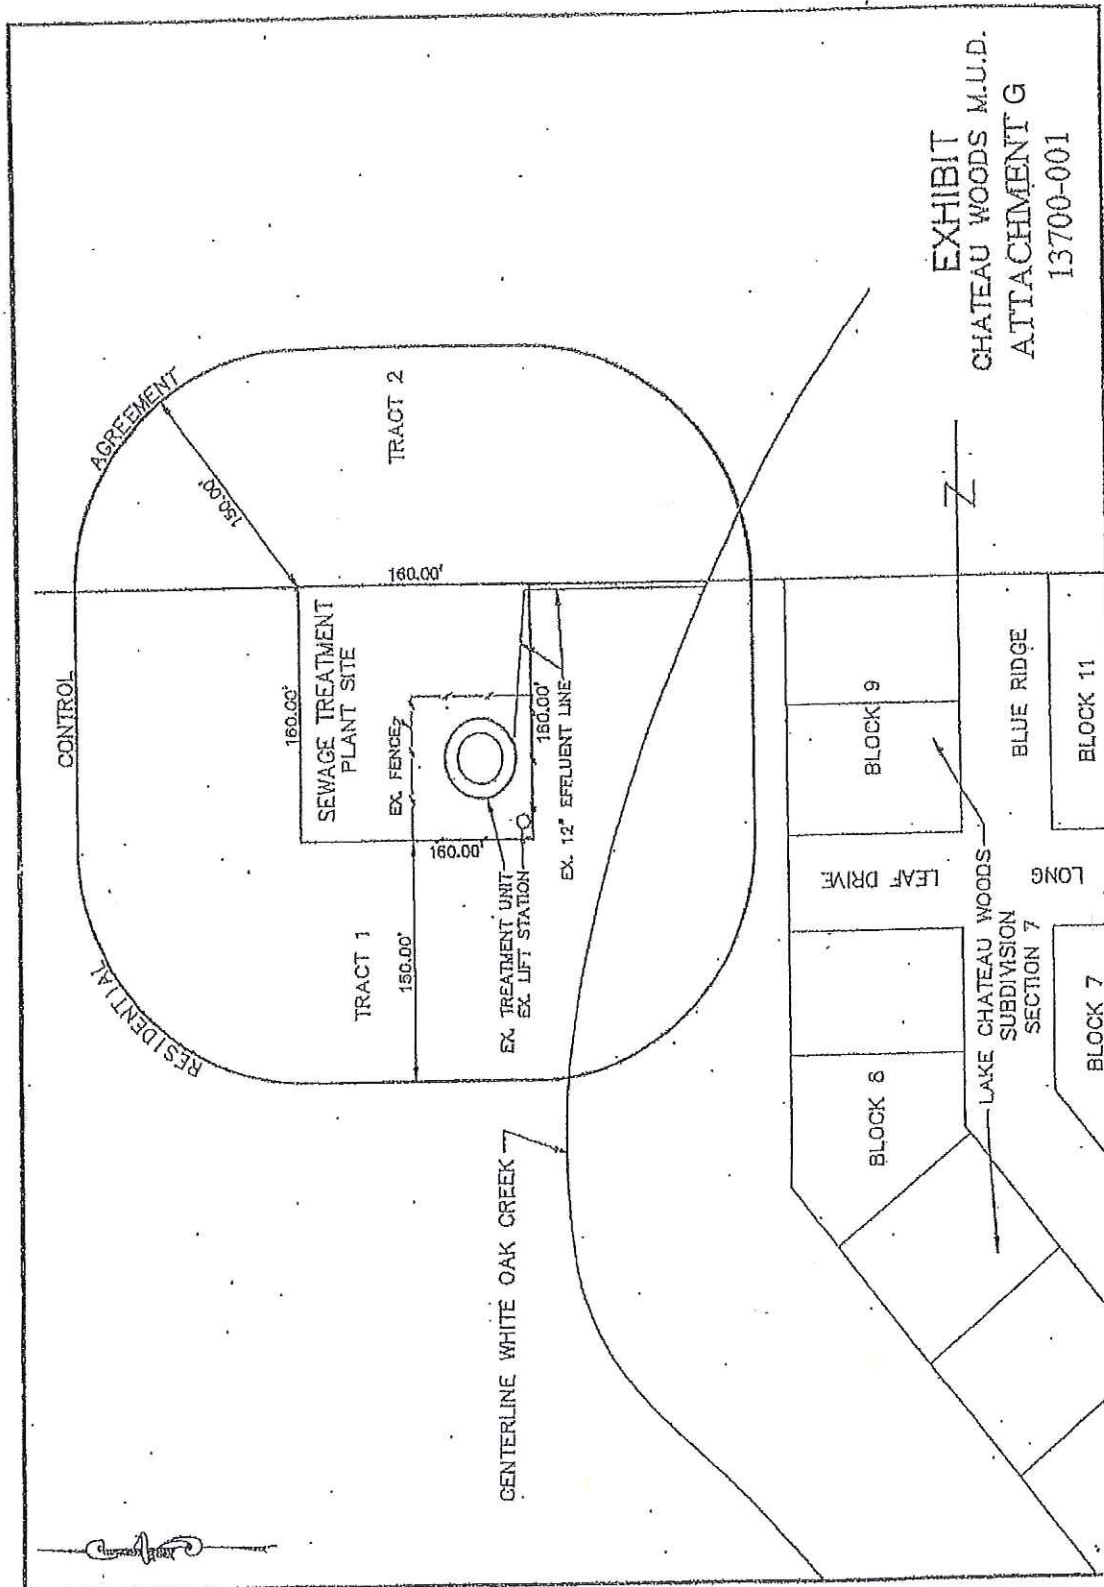 RESIDENTIAL
CONTROL
AGREEMENT
150.00'
TRACT 1
150.00'
160.00'
SEWAGE TREATMENT
PLANT SITE
EX. FENCE
160.00'
160.00'
160.00'
TRACT 2
EX. TREATMENT UNIT
EX. LIFT STATION
EX. 12" EFFLUENT LINE
CENTERLINE WHITE OAK CREEK
BLOCK 8
BLOCK 9
LEAF DRIVE
LONG
LAKE CHATEAU WOODS
SUBDIVISION
SECTION 7
BLUE RIDGE
BLOCK 7
BLOCK 11
EXHIBIT
CHATEAU WOODS M.U.D.
ATTACHMENT G
13700-001